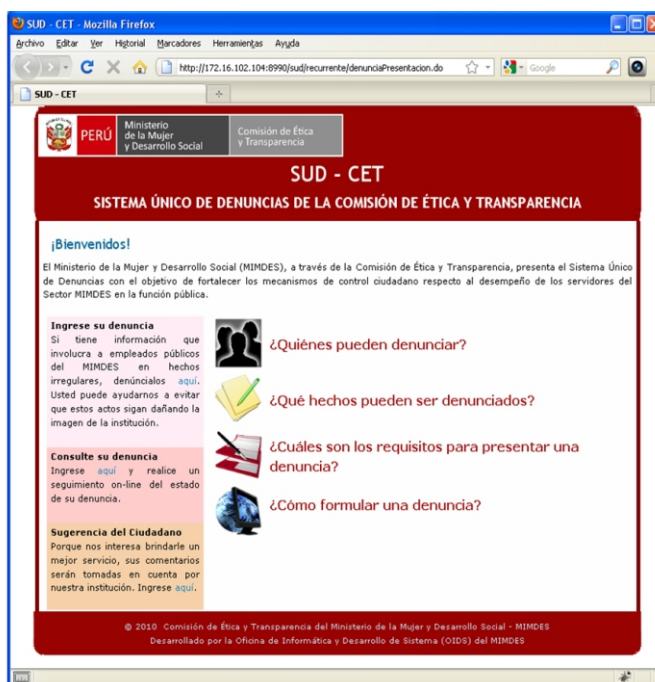 SUD - CET - Mozilla Firefox
Archivo Editar Ver Historial Marcadores Herramientas Ayuda
http://172.16.102.104:8990/sud/recurrente/denunciaPresentacion.do
Google
SUD - CET
PERÚ
Ministerio
de la Mujer
y Desarrollo Social
Comisión de Ética
y Transparencia
SUD - CET
SISTEMA ÚNICO DE DENUNCIAS DE LA COMISIÓN DE ÉTICA Y TRANSPARENCIA
¡Bienvenidos!
El Ministerio de la Mujer y Desarrollo Social (MIMDES), a través de la Comisión de Ética y Transparencia, presenta el Sistema Único
de Denuncias con el objetivo de fortalecer los mecanismos de control ciudadano respecto al desempeño de los servidores del
Sector MIMDES en la función pública.
Ingrese su denuncia
Si tiene información que
involucra a empleados públicos
del MIMDES en hechos
irregulares, denúncialos aquí.
Usted puede ayudarnos a evitar
que estos actos sigan dañando la
imagen de la institución.
Consulte su denuncia
Ingrese aquí y realice un
seguimiento on-line del estado
de su denuncia.
Sugerencia del Ciudadano
Porque nos interesa brindarle un
mejor servicio, sus comentarios
serán tomadas en cuenta por
nuestra institución. Ingrese aquí.
¿Quiénes pueden denunciar?
¿Qué hechos pueden ser denunciados?
¿Cuáles son los requisitos para presentar una
denuncia?
¿Cómo formular una denuncia?
© 2010 Comisión de Ética y Transparencia del Ministerio de la Mujer y Desarrollo Social - MIMDES
Desarrollado por la Oficina de Informática y Desarrollo de Sistema (OIDS) del MIMDES